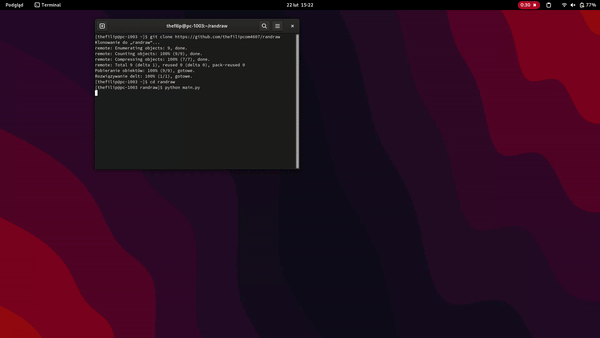 Podgląd Terminal 22 lut 15:22 0:30 77%
thefilip@pc-1003:~/randraw
[thefilip@pc-1003 ~]$ git clone https://github.com/thefilipcom4607/randraw
Klonowanie do „randraw"...
remote: Enumerating objects: 9, done.
remote: Counting objects: 100% (9/9), done.
remote: Compressing objects: 100% (7/7), done.
remote: Total 9 (delta 1), reused 0 (delta 0), pack-reused 0
Pobieranie obiektów: 100% (9/9), gotowe.
Rozwiązywanie delt: 100% (1/1), gotowe.
[thefilip@pc-1003 ~]$ cd randraw
[thefilip@pc-1003 randraw]$ python main.py